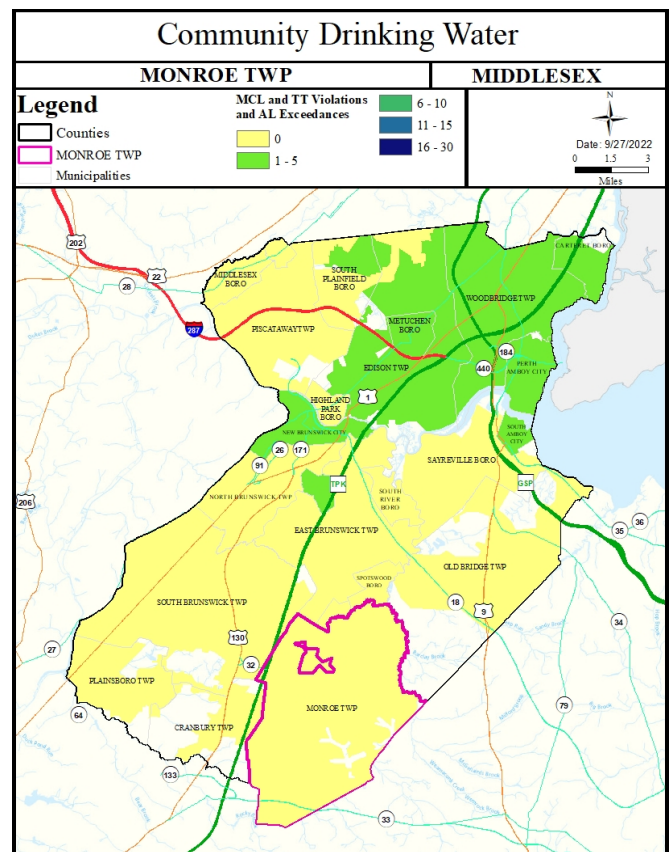 Community Drinking Water
MONROE TWP
MIDDLESEX
Legend
Counties
MONROE TWP
Municipalities
MCL and TT Violations
and AL Exceedances
0
1 - 5
6 - 10
11 - 15
16 - 30
N
Date: 9/27/2022
0 1.5 3
Miles
202
22
28
287
MIDDLESEX
BORO
SOUTH
PLAINFIELD
BORO
CARTERET BORO
WOODBRIDGE TWP
METUCHEN
BORO
PISCATAWAY TWP
EDISON TWP
184
440
PERTH
AMBOY CITY
HIGHLAND
PARK
BORO
1
NEW BRUNSWICK CITY
SOUTH
AMBOY
CITY
26
171
91
SAYREVILLE BORO
TPK
GSP
206
NORTH BRUNSWICK TWP
SOUTH
RIVER
BORO
36
35
EAST BRUNSWICK TWP
OLD BRIDGE TWP
SPOTSWOOD
BORO
SOUTH BRUNSWICK TWP
18
9
34
130
27
32
PLAINSBORO TWP
MONROE TWP
79
64
CRANBURY TWP
133
33